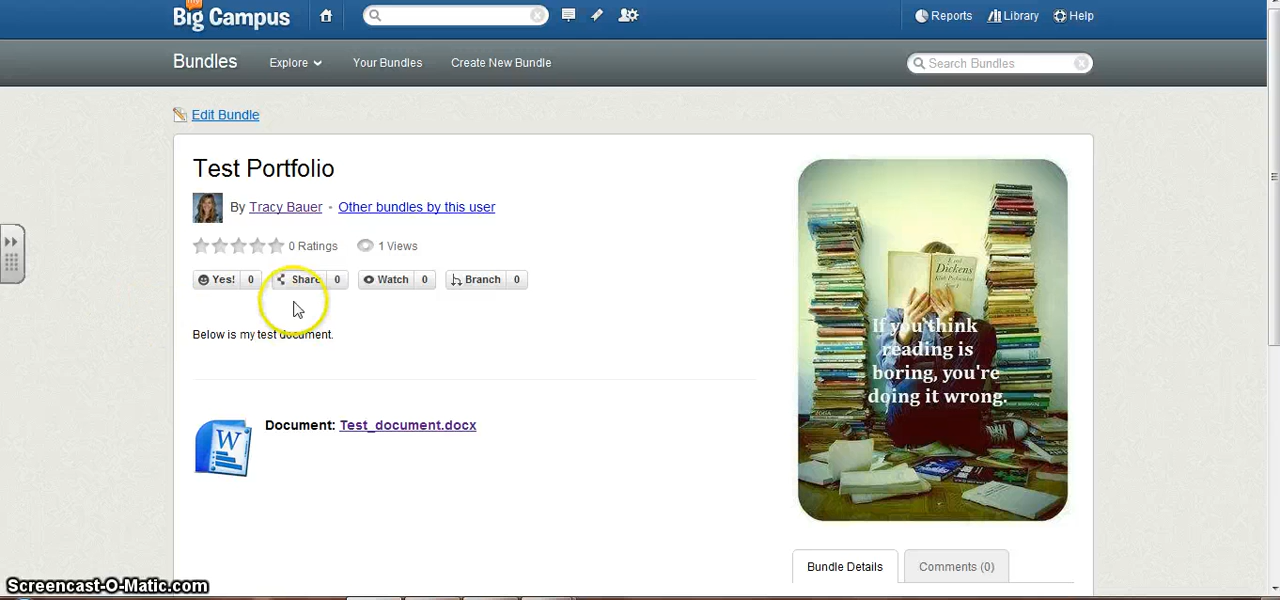 Big Campus
Reports Library Help
Bundles Explore Your Bundles Create New Bundle Search Bundles
Edit Bundle
Test Portfolio
By Tracy Bauer - Other bundles by this user
0 Ratings 1 Views
Yes! 0 Share 0 Watch 0 Branch 0
Below is my test document.
W
Document: Test_document.docx
Dickens
If you think
reading is
boring, you're
doing it wrong.
Bundle Details Comments (0)
Screencast-O-Matic.com